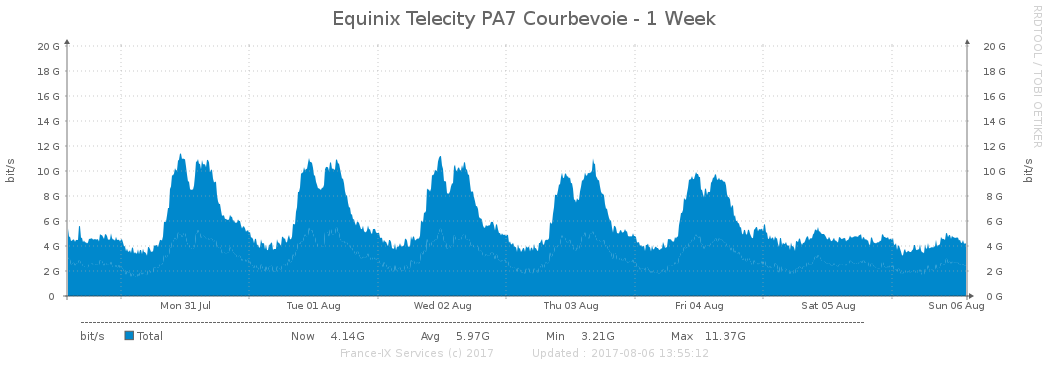 Equinix Telecity PA7 Courbevoie - 1 Week
RRDTOOL / TOBI OETIKER
20 G 20 G
18 G 18 G
16 G 16 G
14 G 14 G
12 G 12 G
10 G 10 G
8 G 8 G
6 G 6 G
4 G 4 G
2 G 2 G
0 0 G
bit/s
bit/s
Mon 31 Jul Tue 01 Aug Wed 02 Aug Thu 03 Aug Fri 04 Aug Sat 05 Aug Sun 06 Aug
bit/s Total Now 4.14G Avg 5.97G Min 3.21G Max 11.37G
France-IX Services (c) 2017 Updated : 2017-08-06 13:55:12